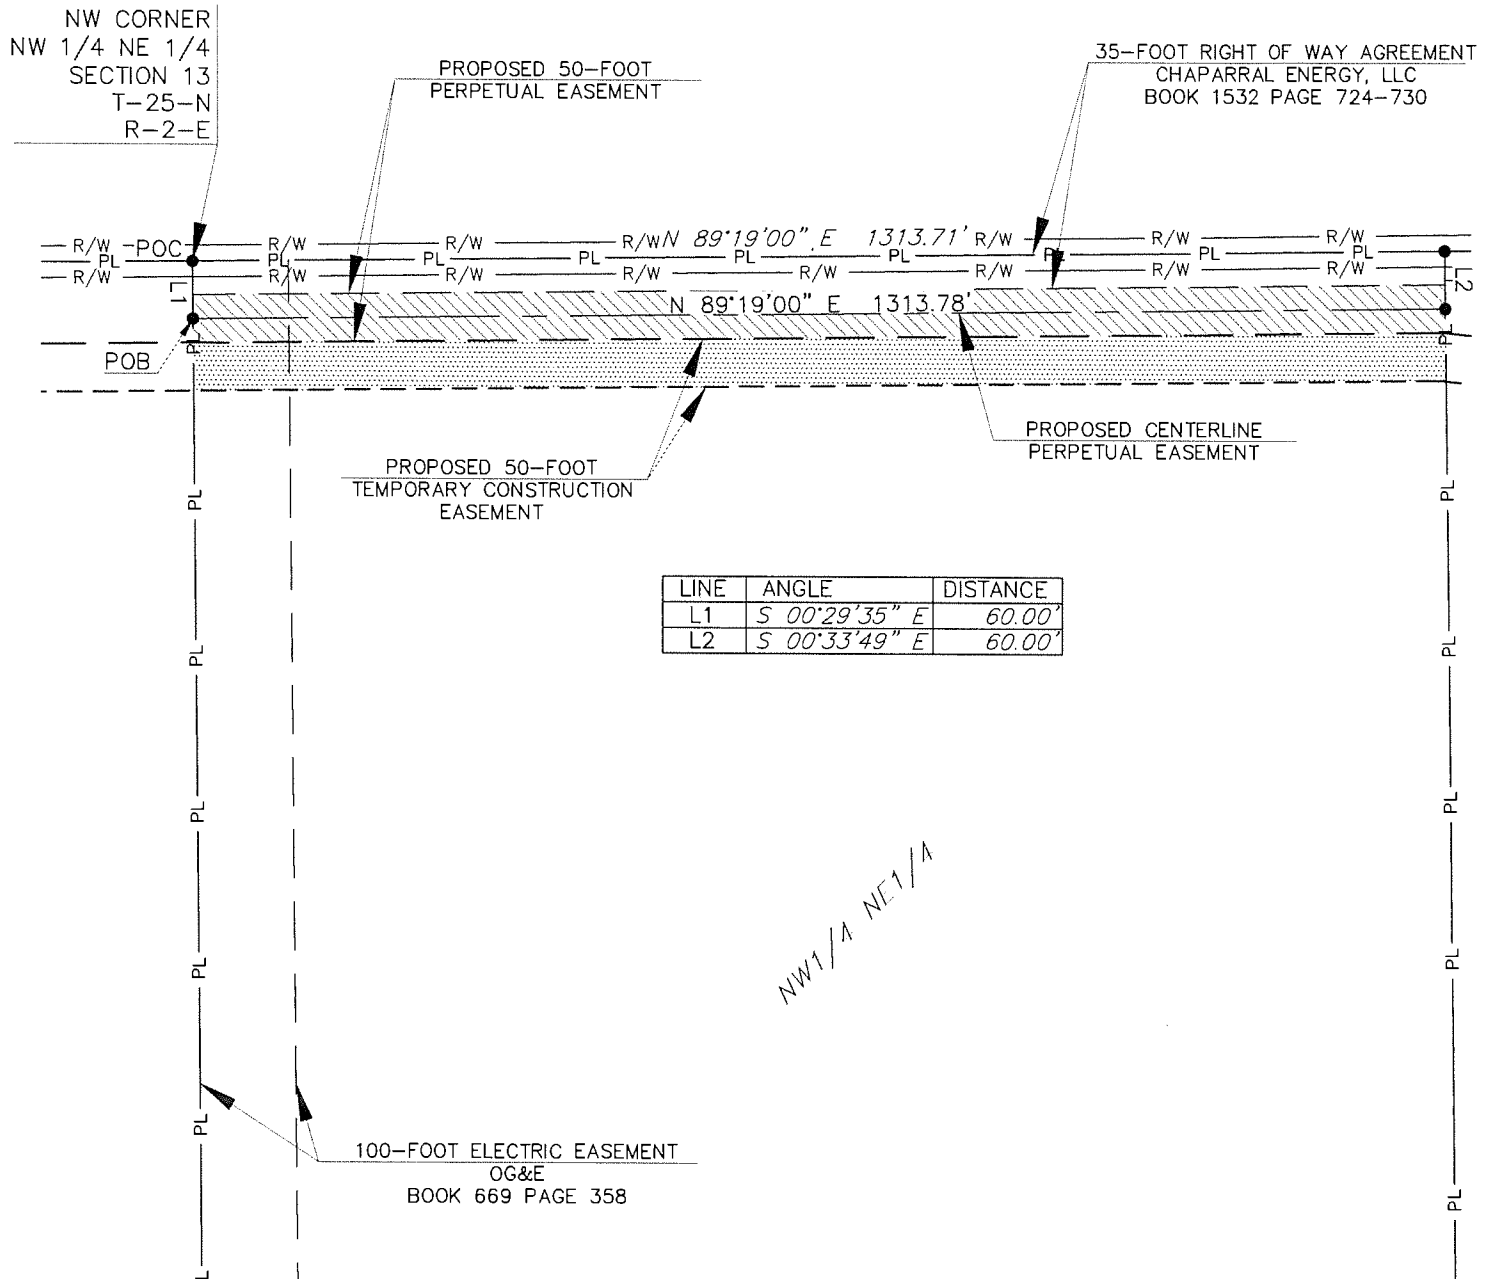 NW CORNER
NW 1/4 NE 1/4
SECTION 13
T-25-N
R-2-E
PROPOSED 50-FOOT
PERPETUAL EASEMENT
35-FOOT RIGHT OF WAY AGREEMENT
CHAPARRAL ENERGY, LLC
BOOK 1532 PAGE 724-730
R/W POC R/W R/W R/W N 89°19'00" E 1313.71' R/W R/W R/W
PL PL PL PL PL PL PL PL
R/W R/W R/W R/W R/W R/W R/W R/W
L1
L2
N 89°19'00" E 1313.78'
PL
PL
POB
PROPOSED CENTERLINE
PERPETUAL EASEMENT
PROPOSED 50-FOOT
TEMPORARY CONSTRUCTION
EASEMENT
PL PL
LINE ANGLE DISTANCE
L1 S 00°29'35" E 60.00'
L2 S 00°33'49" E 60.00'
PL PL
PL PL
NW1/4 NE1/4
PL PL
PL
100-FOOT ELECTRIC EASEMENT
OG&E
BOOK 669 PAGE 358
PL
L